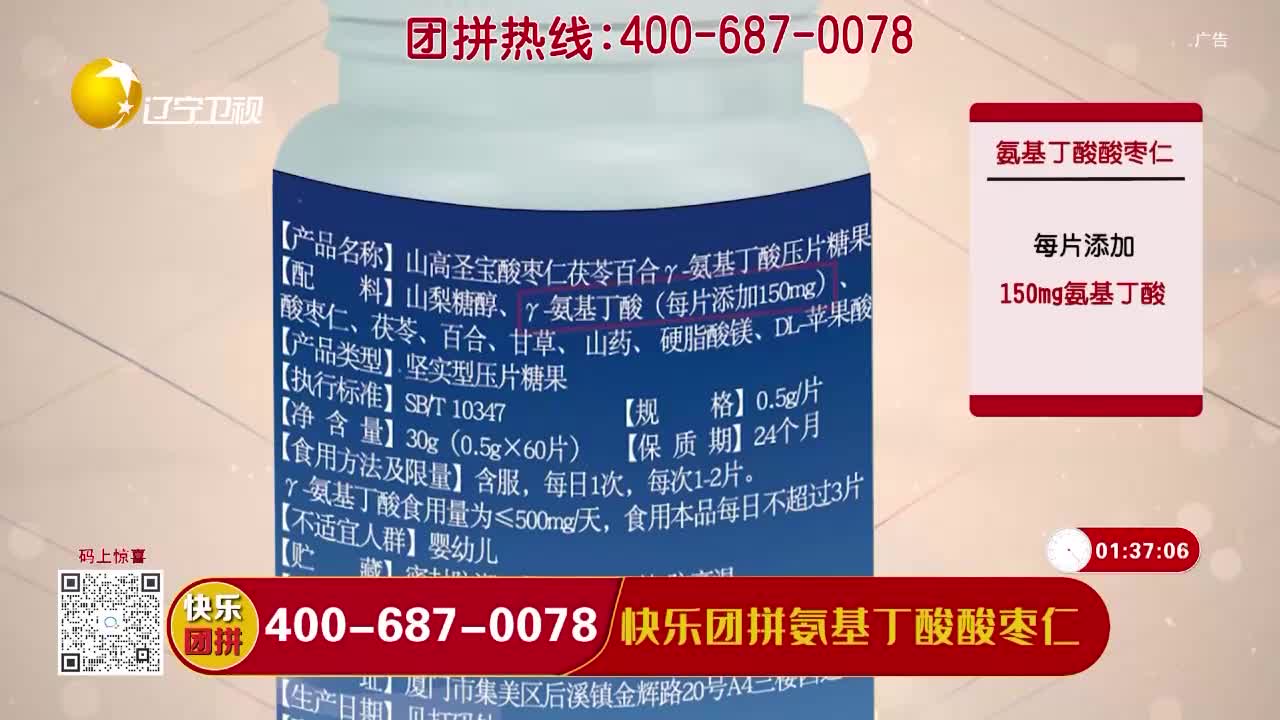 团拼热线:400-687-0078
广告
辽宁卫视
氨基丁酸酸枣仁
每片添加
150mg氨基丁酸
【产品名称】山高圣宝酸枣仁茯苓百合γ-氨基丁酸压片糖果
【配 料】山梨糖醇、γ-氨基丁酸（每片添加150mg）、
酸枣仁、茯苓、百合、甘草、山药、硬脂酸镁、DL-苹果酸
【产品类型】坚实型压片糖果
【执行标准】SB/T 10347 【规 格】0.5g/片
【净 含 量】30g（0.5g×60片） 【保 质 期】24个月
【食用方法及限量】含服，每日1次，每次1-2片。
γ-氨基丁酸食用量为≤500mg/天，食用本品每日不超过3片
【不适宜人群】婴幼儿
【贮 藏】
01:37:06
码上惊喜
快乐团拼
400-687-0078
快乐团拼氨基丁酸酸枣仁
址】厦门市集美区后溪镇金辉路20号A4三楼
【生产日期】